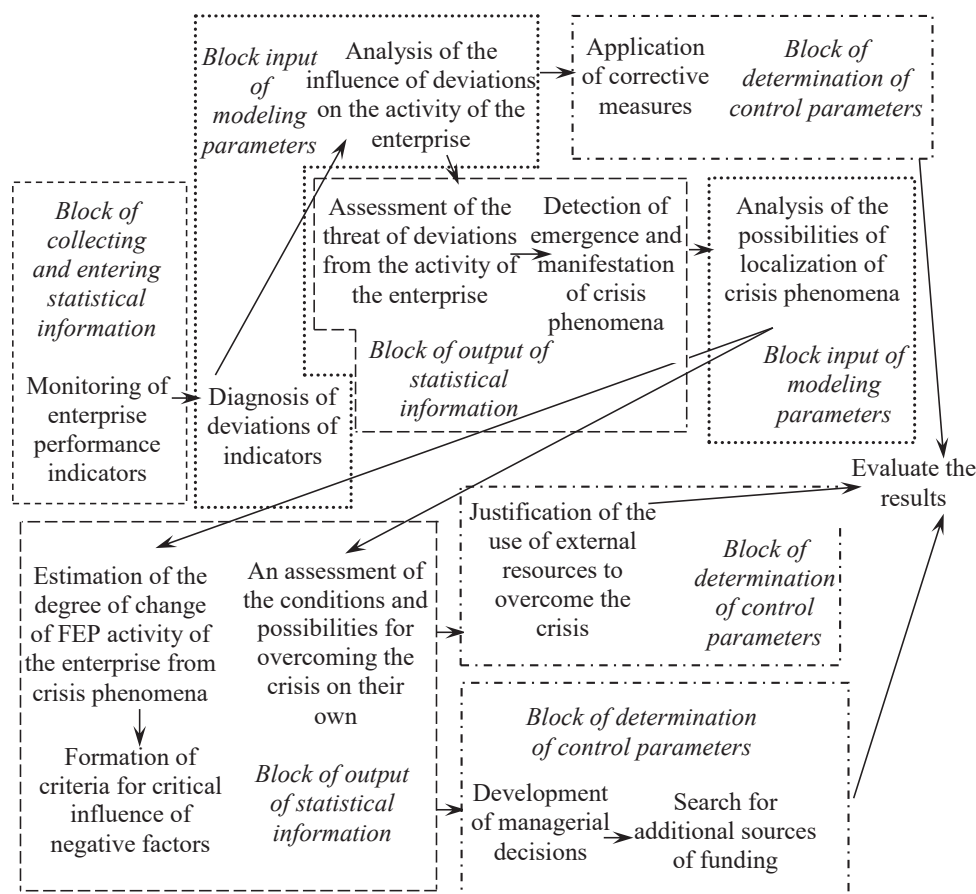 Block input
of
modeling
parameters
Analysis of the
influence of deviations
on the activity of the
enterprise
Application
of corrective
measures
Block of
determination of
control parameters
Block of
collecting
and entering
statistical
information
Monitoring of
enterprise
performance
indicators
Diagnosis of
deviations of
indicators
Assessment of the
threat of deviations
from the activity of
the enterprise
Detection of
emergence and
manifestation
of crisis
phenomena
Block of output of
statistical
information
Analysis of the
possibilities of
localization of
crisis phenomena
Block input of
modeling
parameters
Evaluate the
results
Estimation of the
degree of change
of FEP activity of
the enterprise from
crisis phenomena
Formation of
criteria for critical
influence of
negative factors
An assessment of
the conditions and
possibilities for
overcoming the
crisis on their
own
Block of output
of statistical
information
Justification of the
use of external
resources to
overcome the
crisis
Block of
determination
of control
parameters
Block of determination
of control parameters
Development
of managerial
decisions
Search for
additional sources
of funding